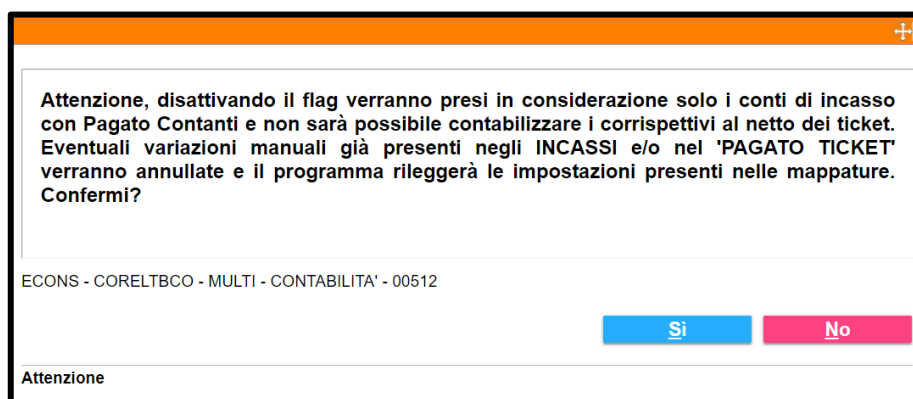 Attenzione, disattivando il flag verranno presi in considerazione solo i conti di incasso
con Pagato Contanti e non sarà possibile contabilizzare i corrispettivi al netto dei ticket.
Eventuali variazioni manuali già presenti negli INCASSI e/o nel 'PAGATO TICKET'
verranno annullate e il programma rileggerà le impostazioni presenti nelle mappature.
Confermi?
ECONS - CORELTBCO - MULTI - CONTABILITA' - 00512
Sì No
Attenzione